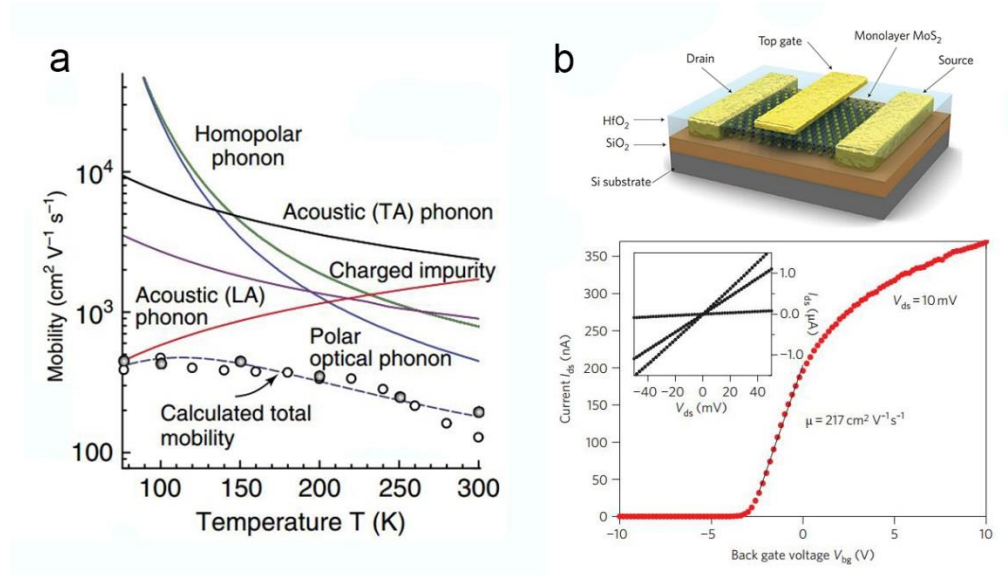 a
Mobility (cm² V⁻¹ s⁻¹)
10⁴
10³
100
Homopolar
phonon
Acoustic (TA) phonon
Charged impurity
Acoustic (LA)
phonon
Polar
optical phonon
Calculated total
mobility
100 150 200 250 300
Temperature T (K)
b
Top gate
Monolayer MoS₂
Drain
Source
HfO₂
SiO₂
Si substrate
Current I_ds (nA)
350
300
250
200
150
100
50
0
1.0
0.0
−1.0
I_ds (µA)
−40 −20 0 20 40
V_ds (mV)
V_ds = 10 mV
µ = 217 cm² V⁻¹s⁻¹
−10 −5 0 5 10
Back gate voltage V_bg (V)